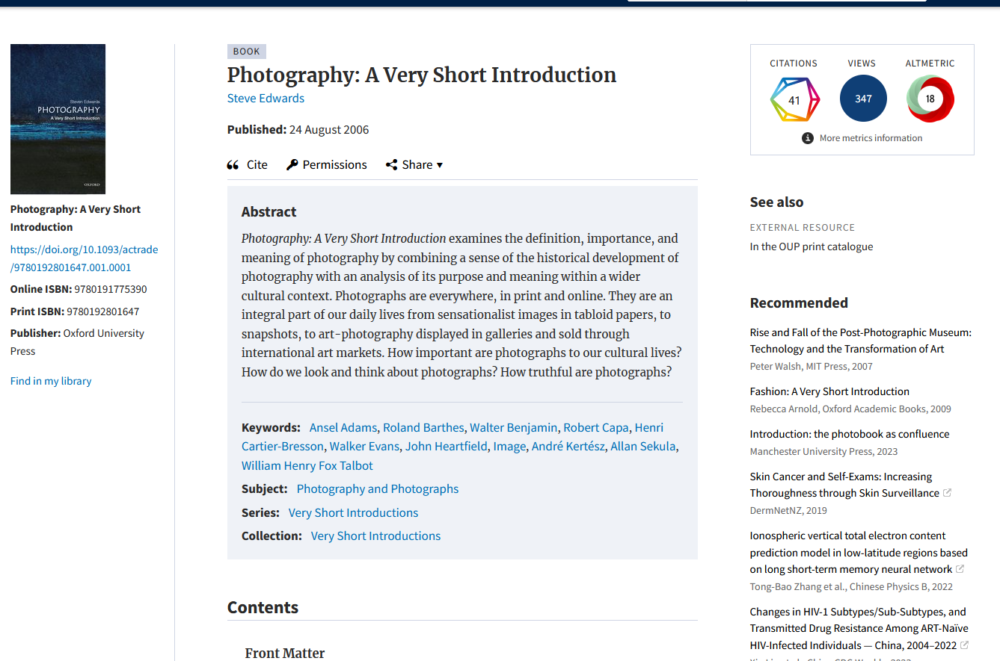 Steven Edwards
PHOTOGRAPHY
A Very Short Introduction
OXFORD
Photography: A Very Short
Introduction
https://doi.org/10.1093/actrade
/9780192801647.001.0001
Online ISBN: 9780191775390
Print ISBN: 9780192801647
Publisher: Oxford University
Press
Find in my library
BOOK
Photography: A Very Short Introduction
Steve Edwards
Published: 24 August 2006
Cite Permissions Share
Abstract
Photography: A Very Short Introduction examines the definition, importance, and
meaning of photography by combining a sense of the historical development of
photography with an analysis of its purpose and meaning within a wider
cultural context. Photographs are everywhere, in print and online. They are an
integral part of our daily lives from sensationalist images in tabloid papers, to
snapshots, to art-photography displayed in galleries and sold through
international art markets. How important are photographs to our cultural lives?
How do we look and think about photographs? How truthful are photographs?
Keywords: Ansel Adams, Roland Barthes, Walter Benjamin, Robert Capa, Henri
Cartier-Bresson, Walker Evans, John Heartfield, Image, André Kertész, Allan Sekula,
William Henry Fox Talbot
Subject: Photography and Photographs
Series: Very Short Introductions
Collection: Very Short Introductions
Contents
Front Matter
CITATIONS VIEWS ALTMETRIC
41 347 18
More metrics information
See also
EXTERNAL RESOURCE
In the OUP print catalogue
Recommended
Rise and Fall of the Post-Photographic Museum:
Technology and the Transformation of Art
Peter Walsh, MIT Press, 2007
Fashion: A Very Short Introduction
Rebecca Arnold, Oxford Academic Books, 2009
Introduction: the photobook as confluence
Manchester University Press, 2023
Skin Cancer and Self-Exams: Increasing
Thoroughness through Skin Surveillance
DermNetNZ, 2019
Ionospheric vertical total electron content
prediction model in low-latitude regions based
on long short-term memory neural network
Tong-Bao Zhang et al., Chinese Physics B, 2022
Changes in HIV-1 Subtypes/Sub-Subtypes, and
Transmitted Drug Resistance Among ART-Naïve
HIV-Infected Individuals — China, 2004–2022